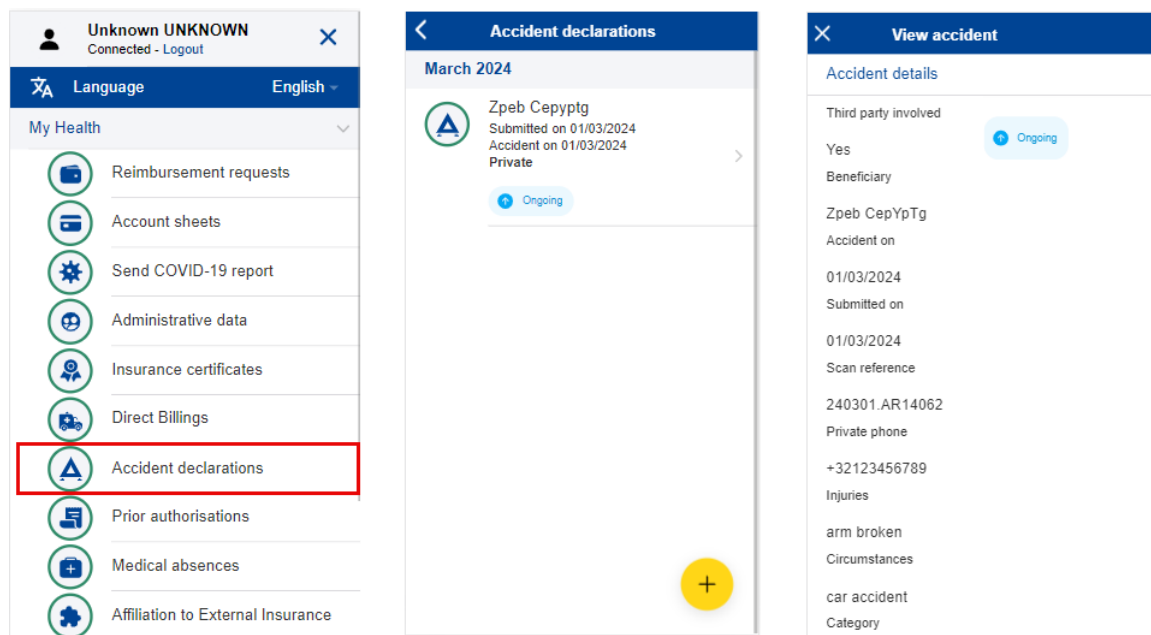 Unknown UNKNOWN
Connected - Logout
Language English
My Health
Reimbursement requests
Account sheets
Send COVID-19 report
Administrative data
Insurance certificates
Direct Billings
Accident declarations
Prior authorisations
Medical absences
Affiliation to External Insurance
Accident declarations
March 2024
Zpeb Cepyptg
Submitted on 01/03/2024
Accident on 01/03/2024
Private
Ongoing
View accident
Accident details
Third party involved
Ongoing
Yes
Beneficiary
Zpeb CepYpTg
Accident on
01/03/2024
Submitted on
01/03/2024
Scan reference
240301.AR14062
Private phone
+32123456789
Injuries
arm broken
Circumstances
car accident
Category